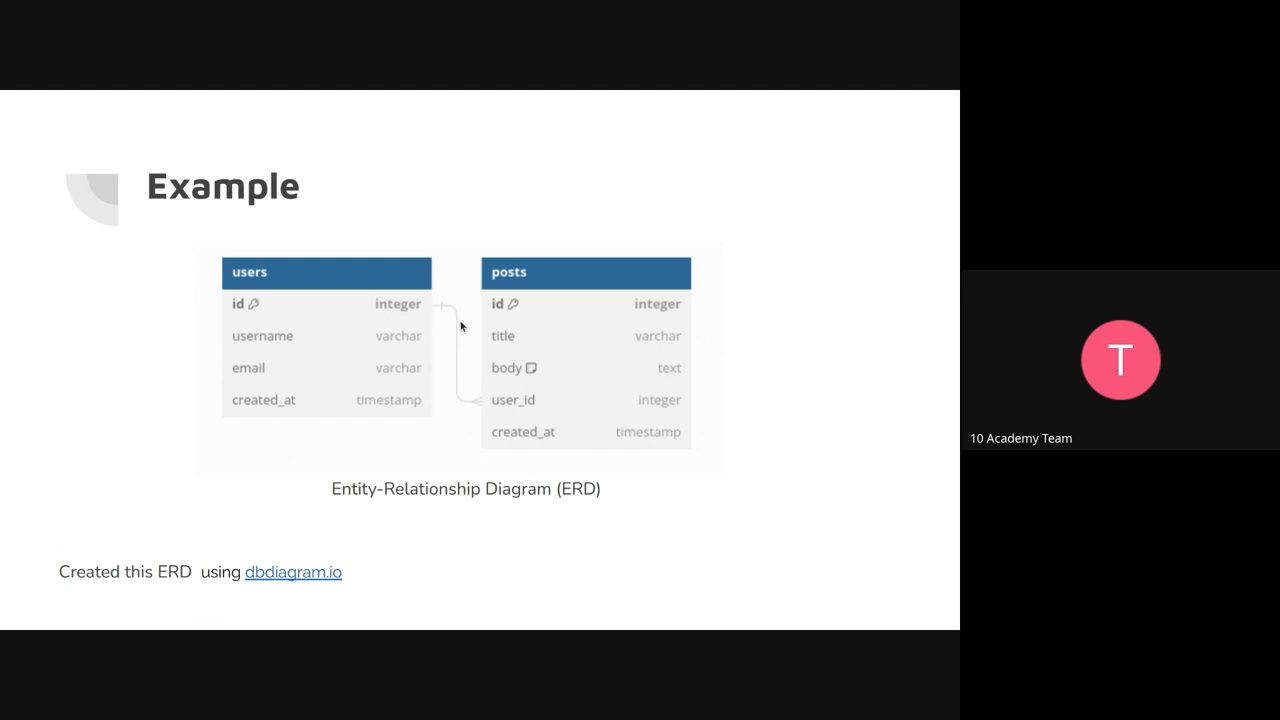 Example
users
id integer
username varchar
email varchar
created_at timestamp
posts
id integer
title varchar
body text
user_id integer
created_at timestamp
Entity-Relationship Diagram (ERD)
Created this ERD using dbdiagram.io
T
10 Academy Team